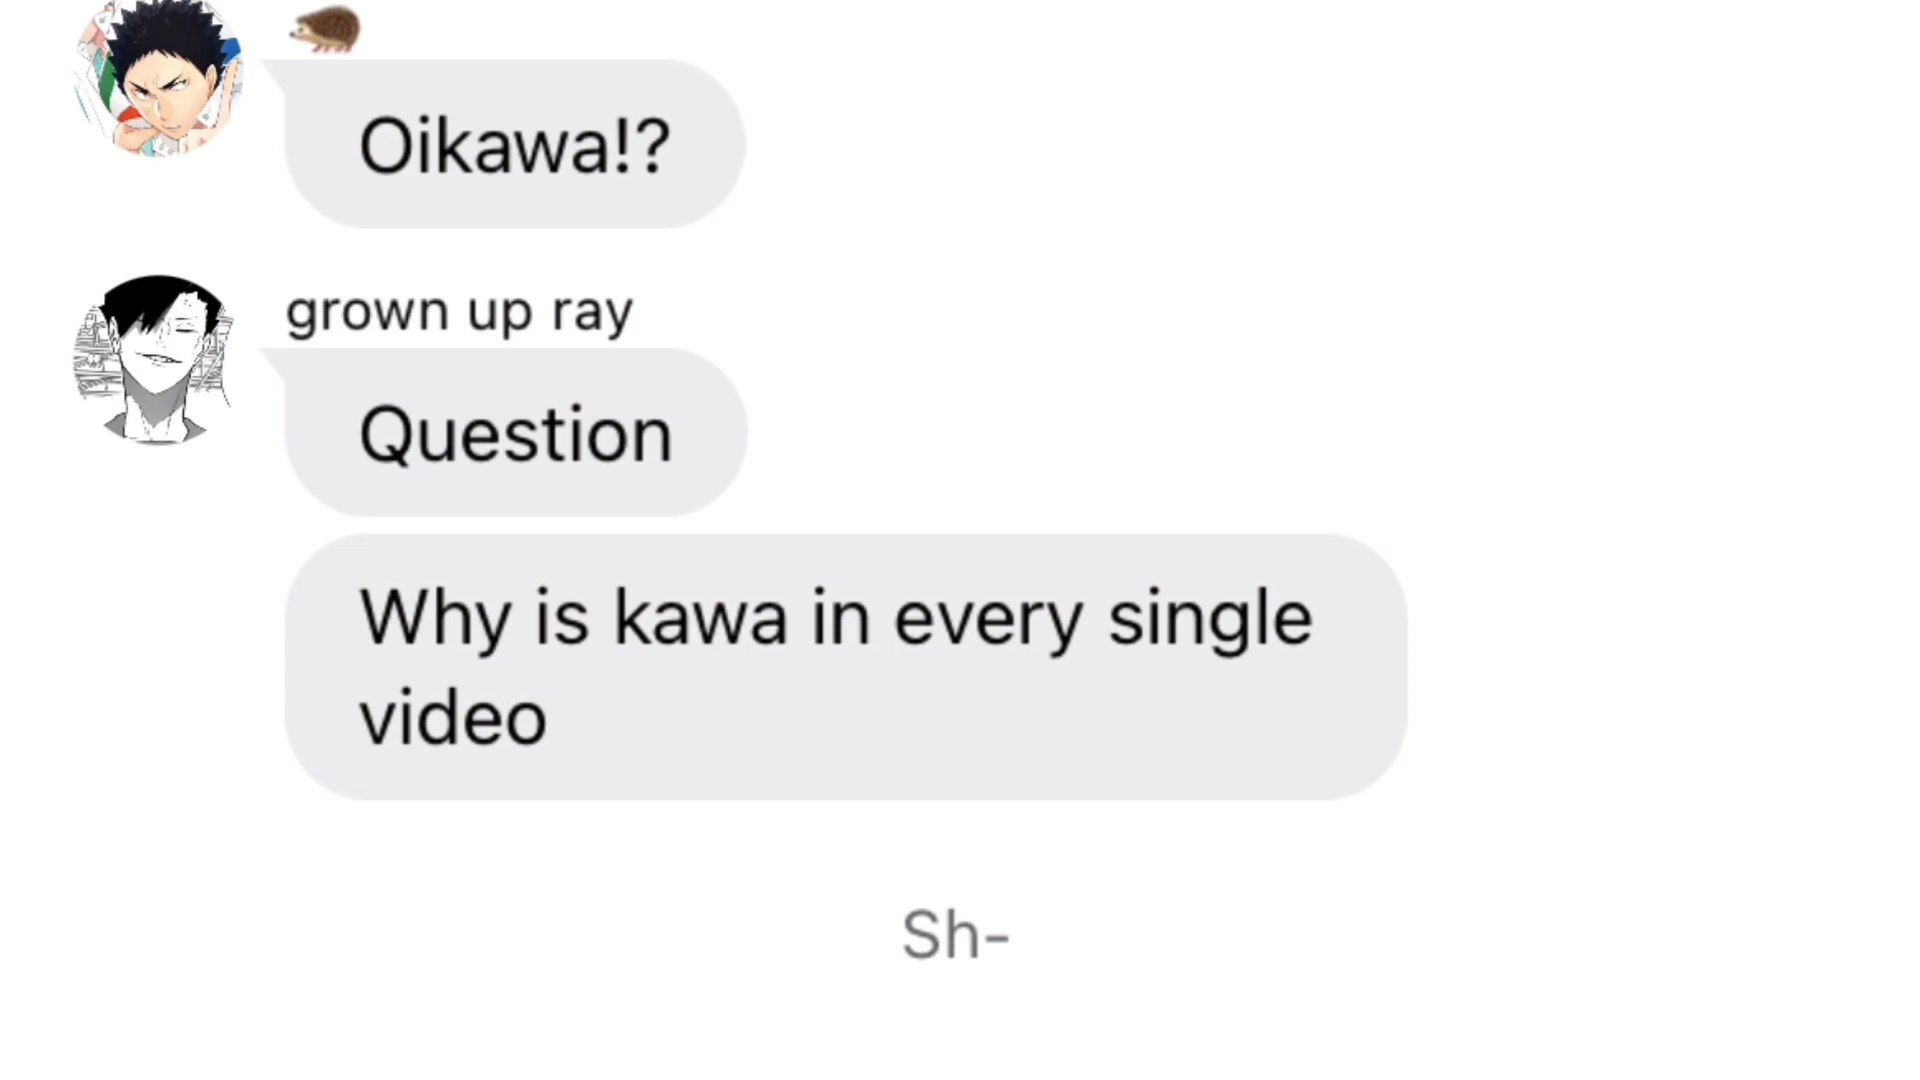 🦔
Oikawa!?
grown up ray
Question
Why is kawa in every single
video
Sh-